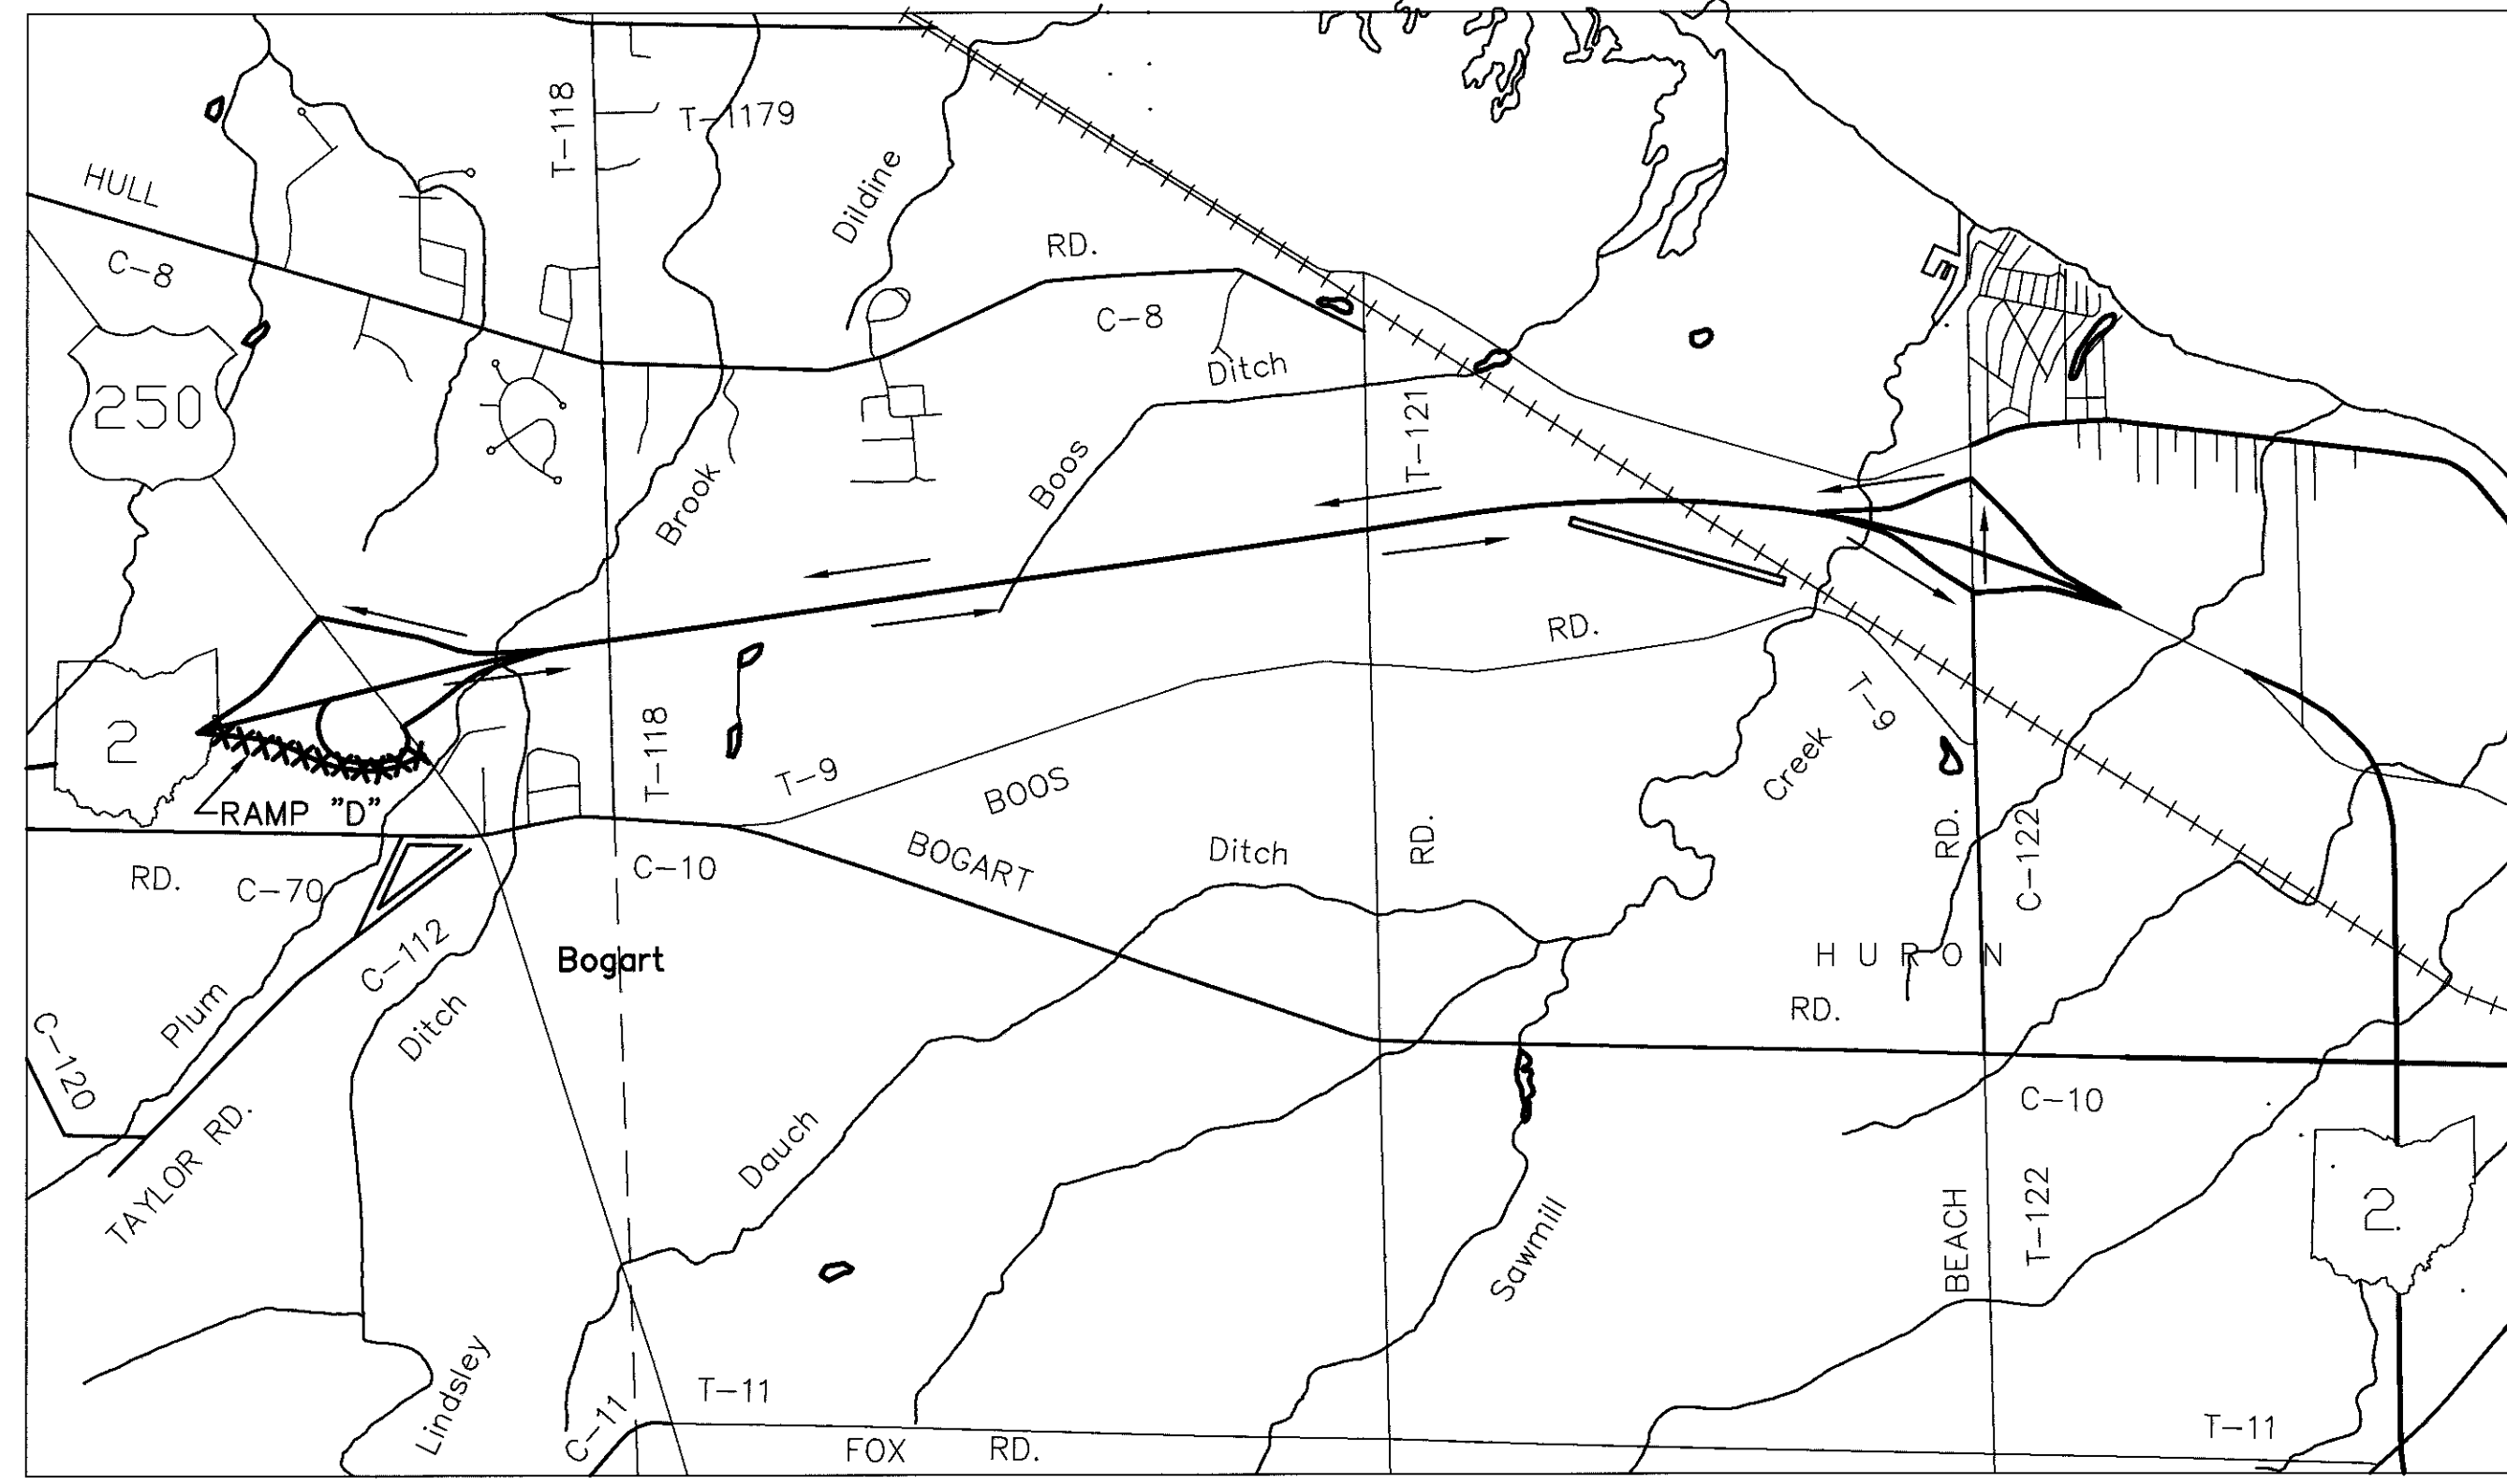 T-118
T-1179
HULL
Dildine
RD.
C-8
C-8
Ditch
250
T-121
Boos
Brook
RD.
T-9
2
T-118
T-9
BOOS
Creek
RAMP "D"
RD.
C-122
RD.
C-10
BOGART
Ditch
RD.
C-70
C-112
Bogart
HURON
Plum
Ditch
RD.
C-120
C-10
TAYLOR RD.
Dauch
Sawmill
BEACH
T-122
2
Lindsley
T-11
C-11
T-11
FOX RD.